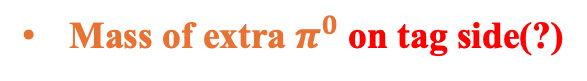 • Mass of extra π⁰ on tag side(?)